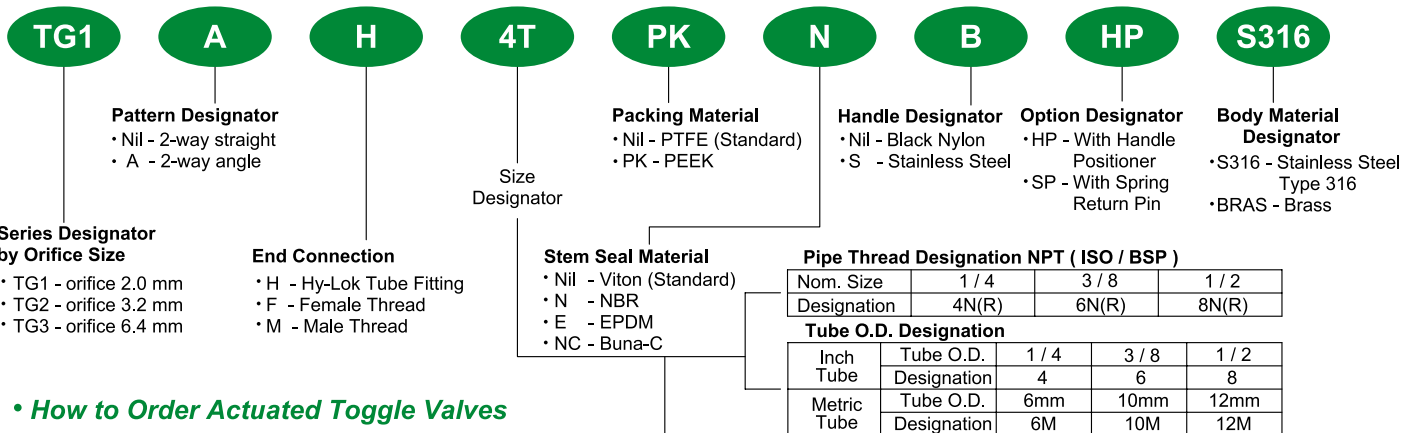 TG1 A H 4T PK N B HP S316
Pattern Designator
• Nil - 2-way straight
• A - 2-way angle
Packing Material
• Nil - PTFE (Standard)
• PK - PEEK
Handle Designator
• Nil - Black Nylon
• S - Stainless Steel
Option Designator
• HP - With Handle
Positioner
• SP - With Spring
Return Pin
Body Material
Designator
• S316 - Stainless Steel
Type 316
• BRAS - Brass
Size
Designator
Series Designator
by Orifice Size
• TG1 - orifice 2.0 mm
• TG2 - orifice 3.2 mm
• TG3 - orifice 6.4 mm
End Connection
• H - Hy-Lok Tube Fitting
• F - Female Thread
• M - Male Thread
Stem Seal Material
• Nil - Viton (Standard)
• N - NBR
• E - EPDM
• NC - Buna-C
Pipe Thread Designation NPT ( ISO / BSP )
Nom. Size 1 / 4 3 / 8 1 / 2
Designation 4N(R) 6N(R) 8N(R)
Tube O.D. Designation
Inch Tube Tube O.D. 1 / 4 3 / 8 1 / 2
Designation 4 6 8
Metric Tube Tube O.D. 6mm 10mm 12mm
Designation 6M 10M 12M
• How to Order Actuated Toggle Valves